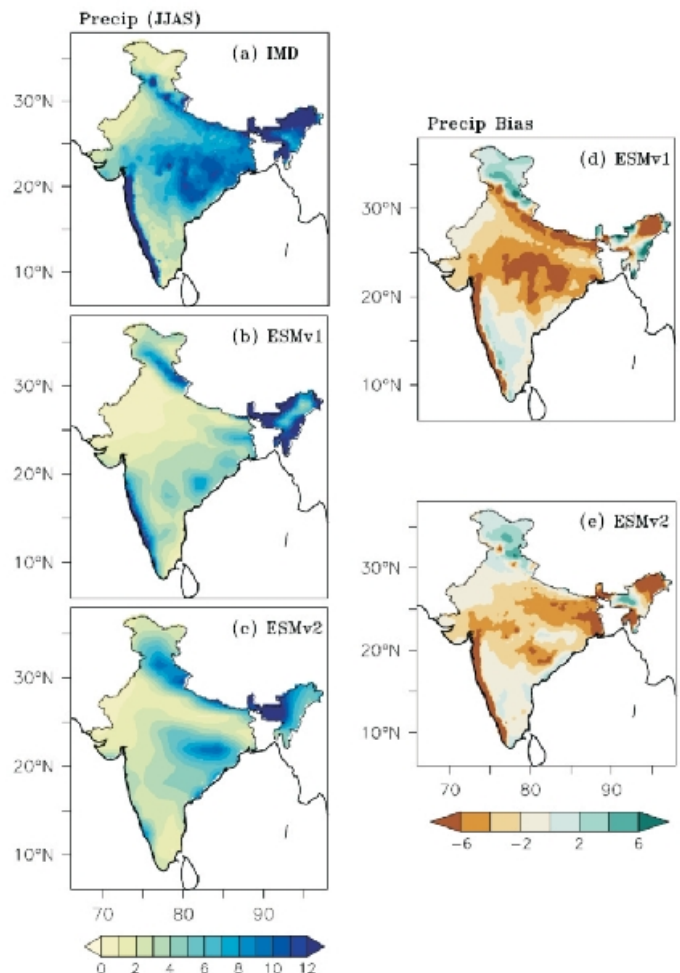 Precip (JJAS)
(a) IMD
30°N
20°N
10°N
(b) ESMv1
30°N
20°N
10°N
(c) ESMv2
30°N
20°N
10°N
70 80 90
0 2 4 6 8 10 12
Precip Bias
(d) ESMv1
30°N
20°N
10°N
(e) ESMv2
30°N
20°N
10°N
70 80 90
−6 −2 2 6